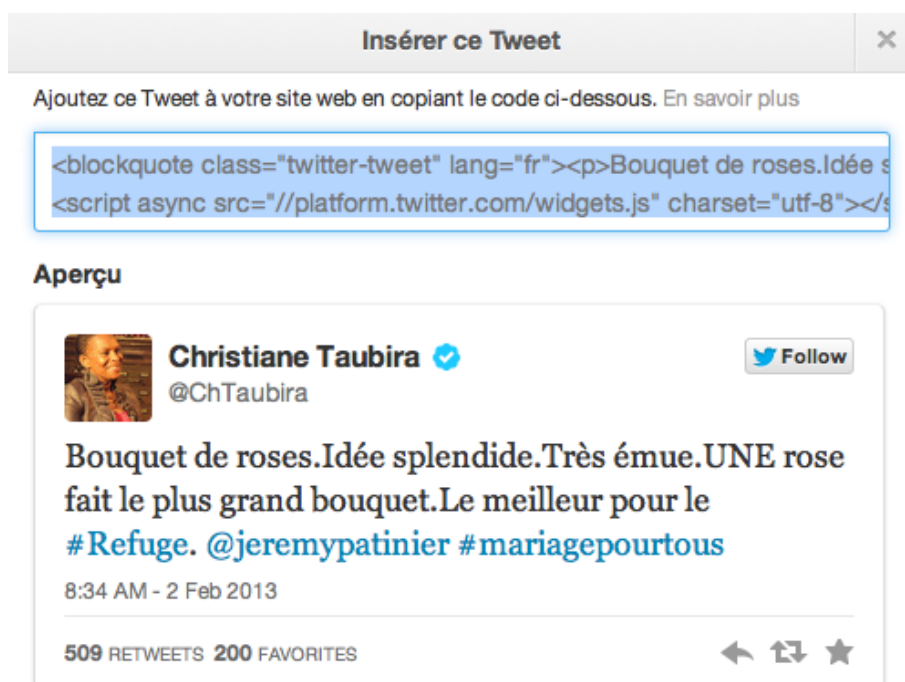 Insérer ce Tweet
×
Ajoutez ce Tweet à votre site web en copiant le code ci-dessous. En savoir plus
<blockquote class="twitter-tweet" lang="fr"><p>Bouquet de roses.Idée s
<script async src="//platform.twitter.com/widgets.js" charset="utf-8"></s
Aperçu
Christiane Taubira
Follow
@ChTaubira
Bouquet de roses.Idée splendide.Très émue.UNE rose
fait le plus grand bouquet.Le meilleur pour le
#Refuge. @jeremypatinier #mariagepourtous
8:34 AM - 2 Feb 2013
509 RETWEETS 200 FAVORITES